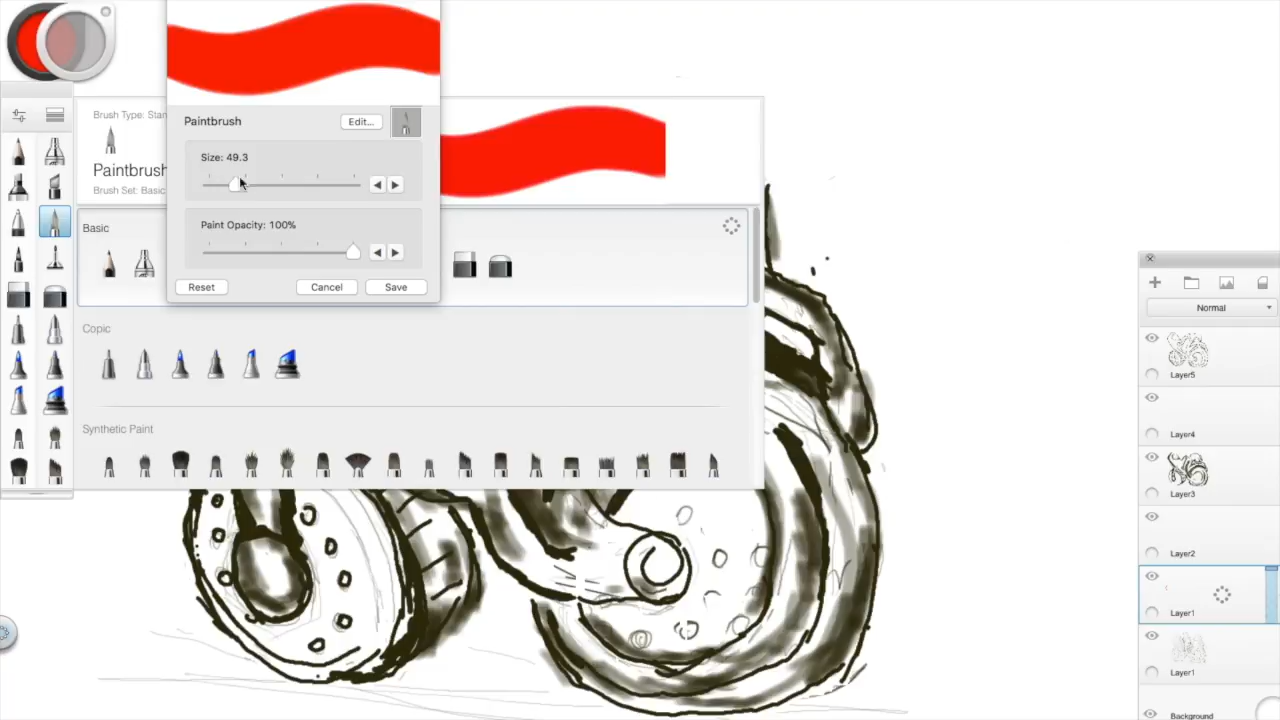 Brush Type: Stan
Paintbrush
Brush Set: Basic
Paintbrush
Edit...
Size: 49.3
Paint Opacity: 100%
Reset
Cancel
Save
Basic
Copic
Synthetic Paint
Normal
Layer5
Layer4
Layer3
Layer2
Layer1
Layer1
Background